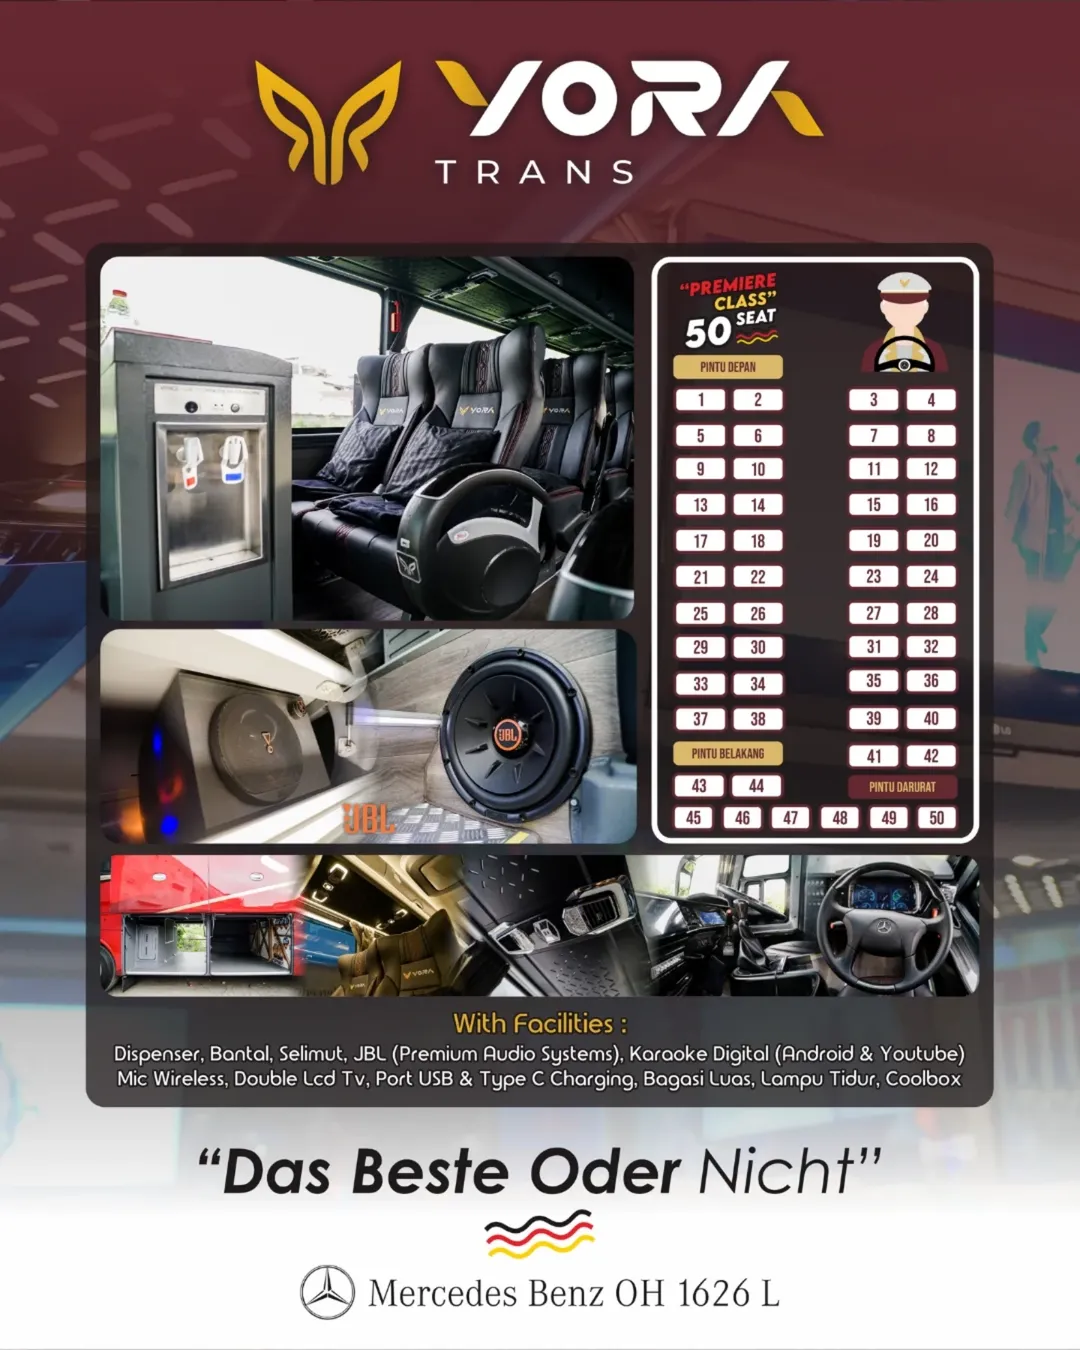 YORA
TRANS
"PREMIERE
CLASS"
50 SEAT
PINTU DEPAN
1 2 3 4
5 6 7 8
9 10 11 12
13 14 15 16
17 18 19 20
21 22 23 24
25 26 27 28
29 30 31 32
33 34 35 36
37 38 39 40
PINTU BELAKANG 41 42
43 44 PINTU DARURAT
45 46 47 48 49 50
YORA YORA YORA
JBL
JBL
YORA
YORA
With Facilities :
Dispenser, Bantal, Selimut, JBL (Premium Audio Systems), Karaoke Digital (Android & Youtube)
Mic Wireless, Double Lcd Tv, Port USB & Type C Charging, Bagasi Luas, Lampu Tidur, Coolbox
“Das Beste Oder Nicht”
Mercedes Benz OH 1626 L